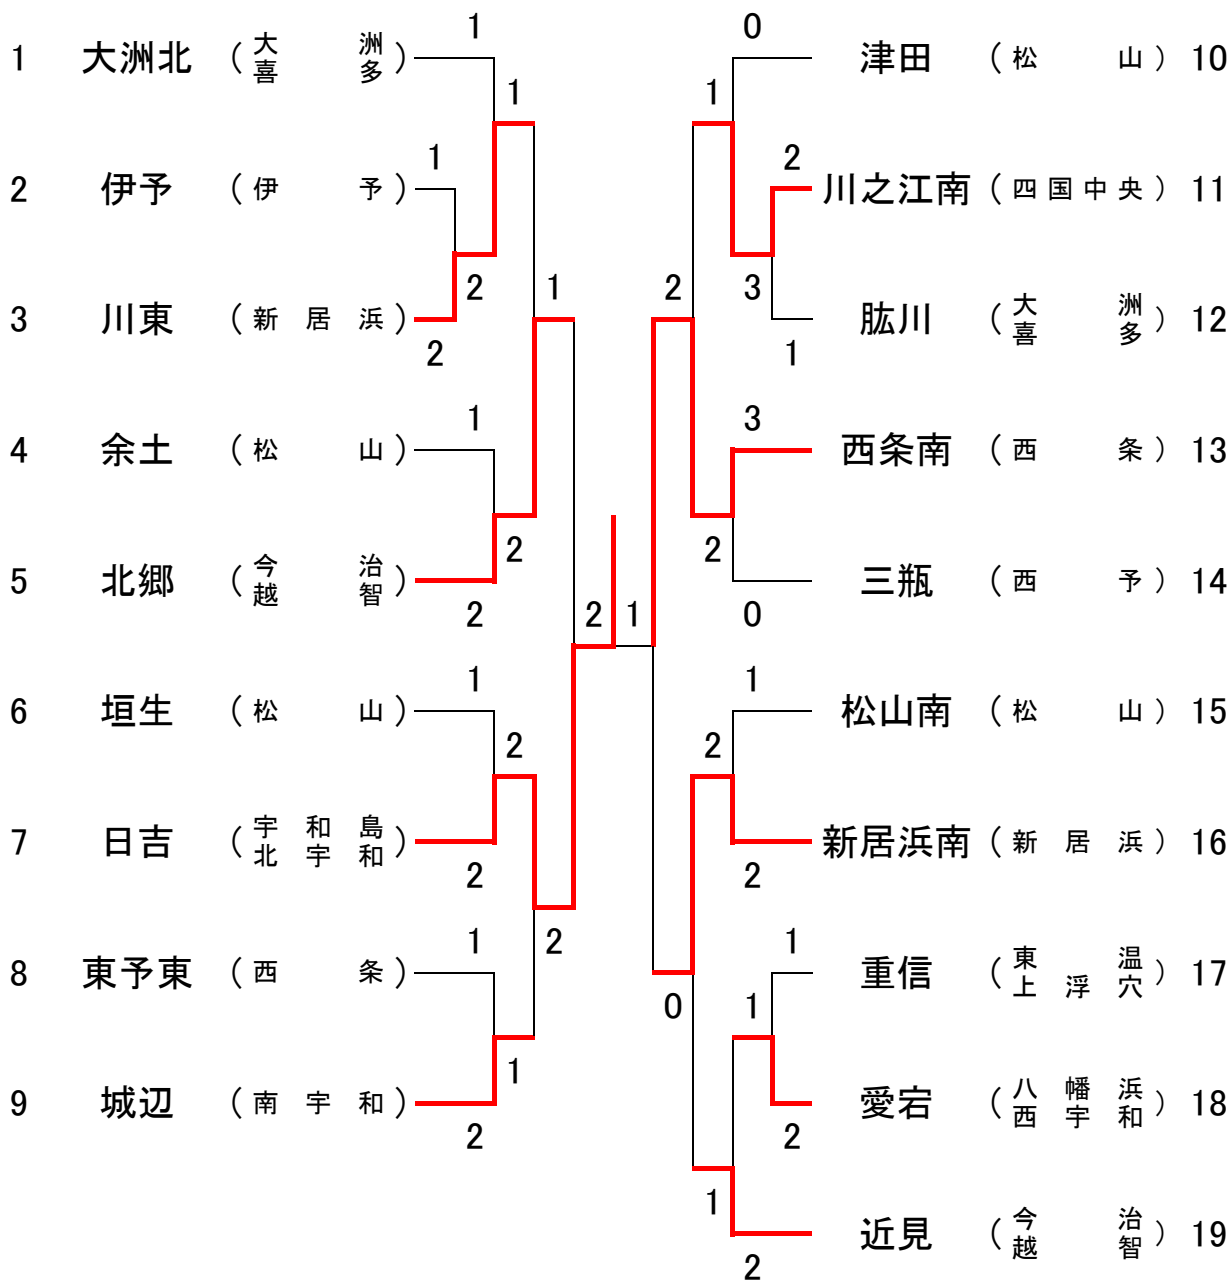 1 大洲北 (大洲喜多) 1
1
2 伊予 (伊予) 1
2
3 川東 (新居浜) 2
1
4 余土 (松山) 1
2
5 北郷 (今治越智) 2
2
6 垣生 (松山) 1
2
7 日吉 (宇和島北宇和) 2
2
8 東予東 (西条) 1
1
9 城辺 (南宇和) 2
0 津田 (松山) 10
1
2 川之江南 (四国中央) 11
3
1 肱川 (大洲喜多) 12
2
3 西条南 (西条) 13
2
0 三瓶 (西予) 14
1
1 松山南 (松山) 15
2
2 新居浜南 (新居浜) 16
0
1 重信 (東温上浮穴) 17
1
2 愛宕 (八幡浜西宇和) 18
1
2 近見 (今治越智) 19